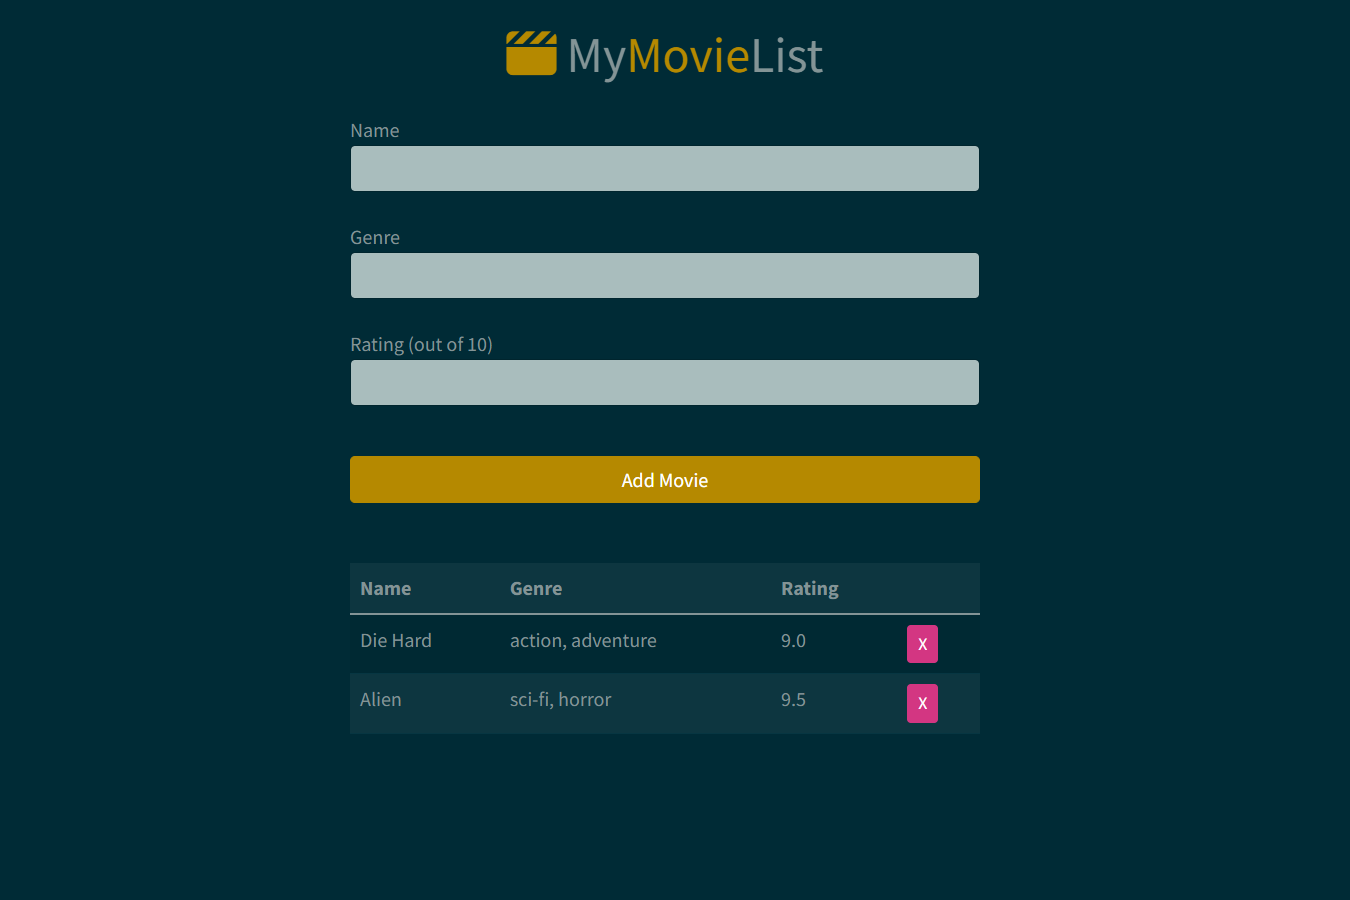 MyMovieList
Name
Genre
Rating (out of 10)
Add Movie
Name Genre Rating
Die Hard action, adventure 9.0 X
Alien sci-fi, horror 9.5 X